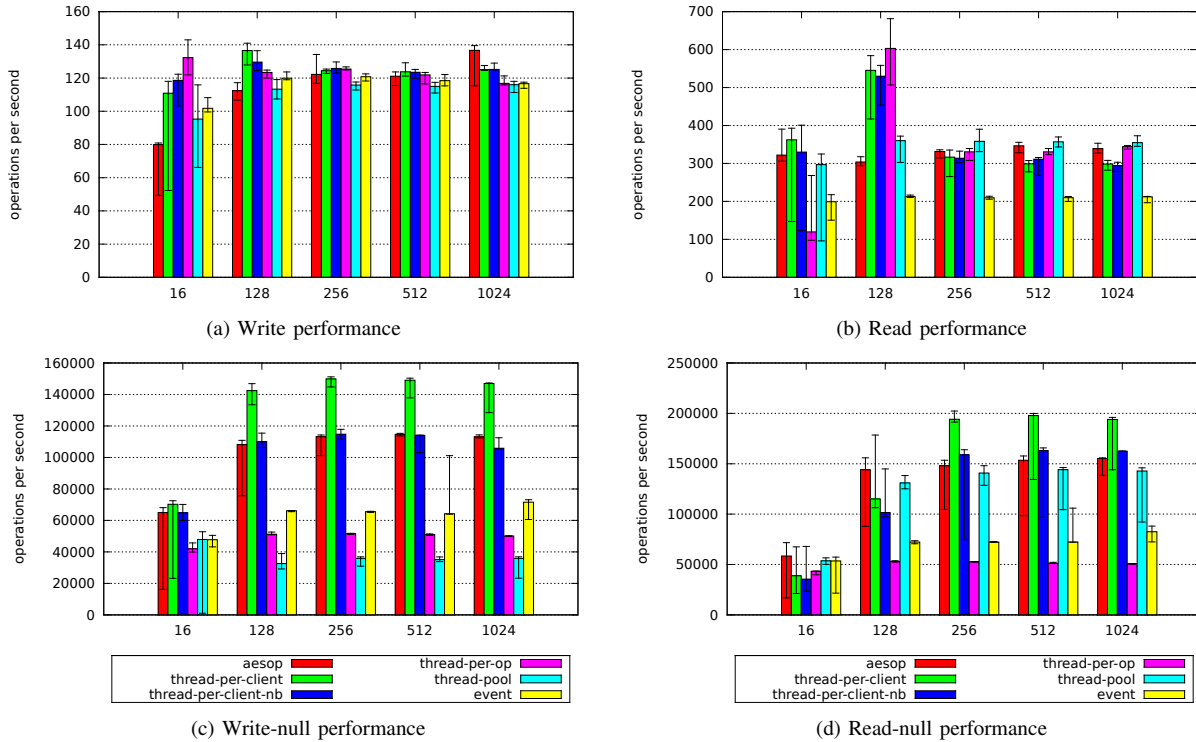 160
140
120
100
80
60
40
20
0
operations per second
16 128 256 512 1024
(a) Write performance
700
600
500
400
300
200
100
0
operations per second
16 128 256 512 1024
(b) Read performance
160000
140000
120000
100000
80000
60000
40000
20000
0
operations per second
16 128 256 512 1024
aesop thread-per-op
thread-per-client thread-pool
thread-per-client-nb event
(c) Write-null performance
250000
200000
150000
100000
50000
0
operations per second
16 128 256 512 1024
aesop thread-per-op
thread-per-client thread-pool
thread-per-client-nb event
(d) Read-null performance